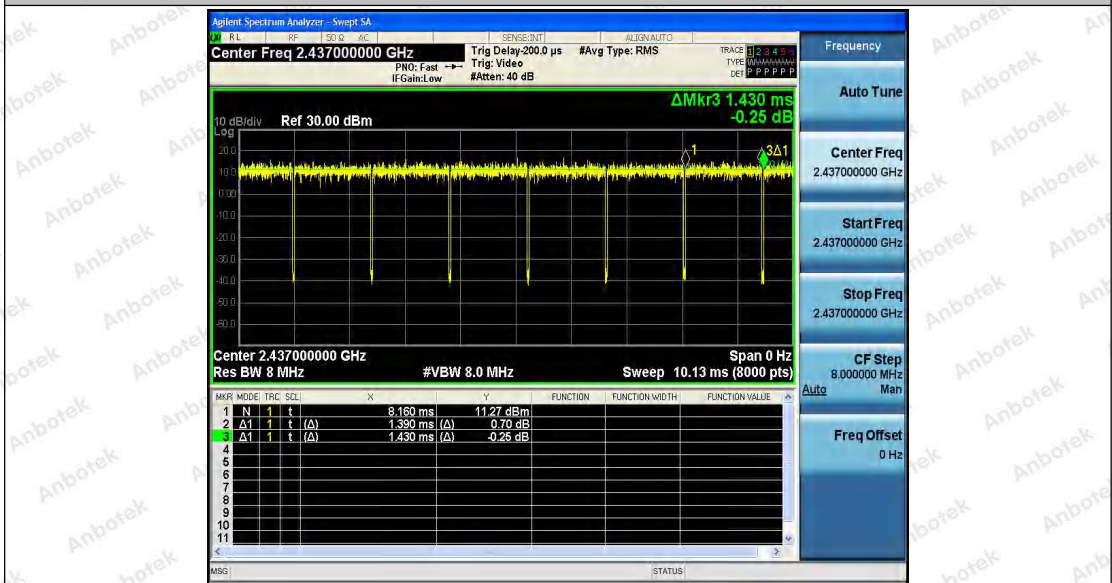 Agilent Spectrum Analyzer - Swept SA
RL RF 50 Ω AC SENSE:INT ALIGN AUTO
Center Freq 2.437000000 GHz
PNO: Fast
IFGain:Low
Trig Delay-200.0 µs
Trig: Video
#Atten: 40 dB
#Avg Type: RMS
TRACE 1 2 3 4 5 6
TYPE
DET P P P P P P
ΔMkr3 1.430 ms
-0.25 dB
10 dB/div Ref 30.00 dBm
Log
20.0
10.0
0.00
-10.0
-20.0
-30.0
-40.0
-50.0
-60.0
1
3Δ1
Center 2.437000000 GHz Span 0 Hz
Res BW 8 MHz #VBW 8.0 MHz Sweep 10.13 ms (8000 pts)
MKR MODE TRC SCL X Y FUNCTION FUNCTION WIDTH FUNCTION VALUE
1 N 1 t 8.160 ms 11.27 dBm
2 Δ1 1 t (Δ) 1.390 ms (Δ) 0.70 dB
3 Δ1 1 t (Δ) 1.430 ms (Δ) -0.25 dB
4
5
6
7
8
9
10
11
MSG STATUS
Frequency
Auto Tune
Center Freq
2.437000000 GHz
Start Freq
2.437000000 GHz
Stop Freq
2.437000000 GHz
CF Step
8.000000 MHz
Auto Man
Freq Offset
0 Hz
Anbotek